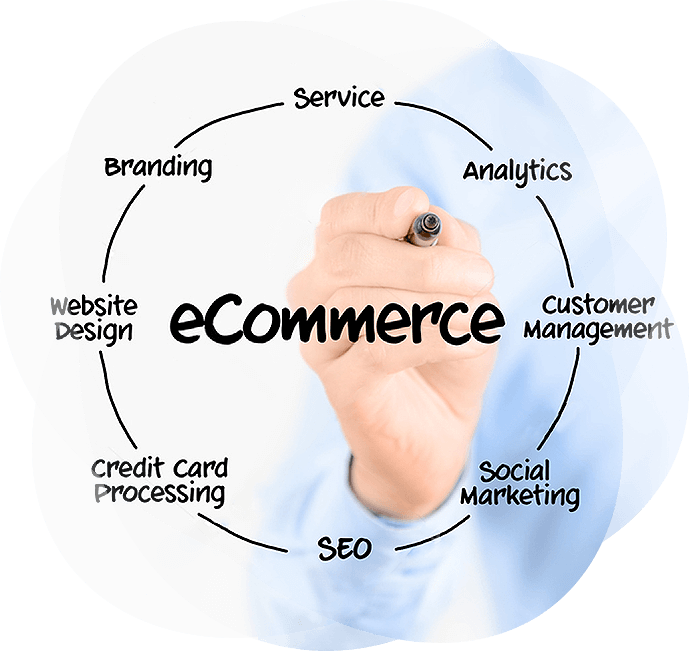 Service
Branding
Analytics
Website
Design
eCommerce
Customer
Management
Credit Card
Processing
Social
Marketing
SEO